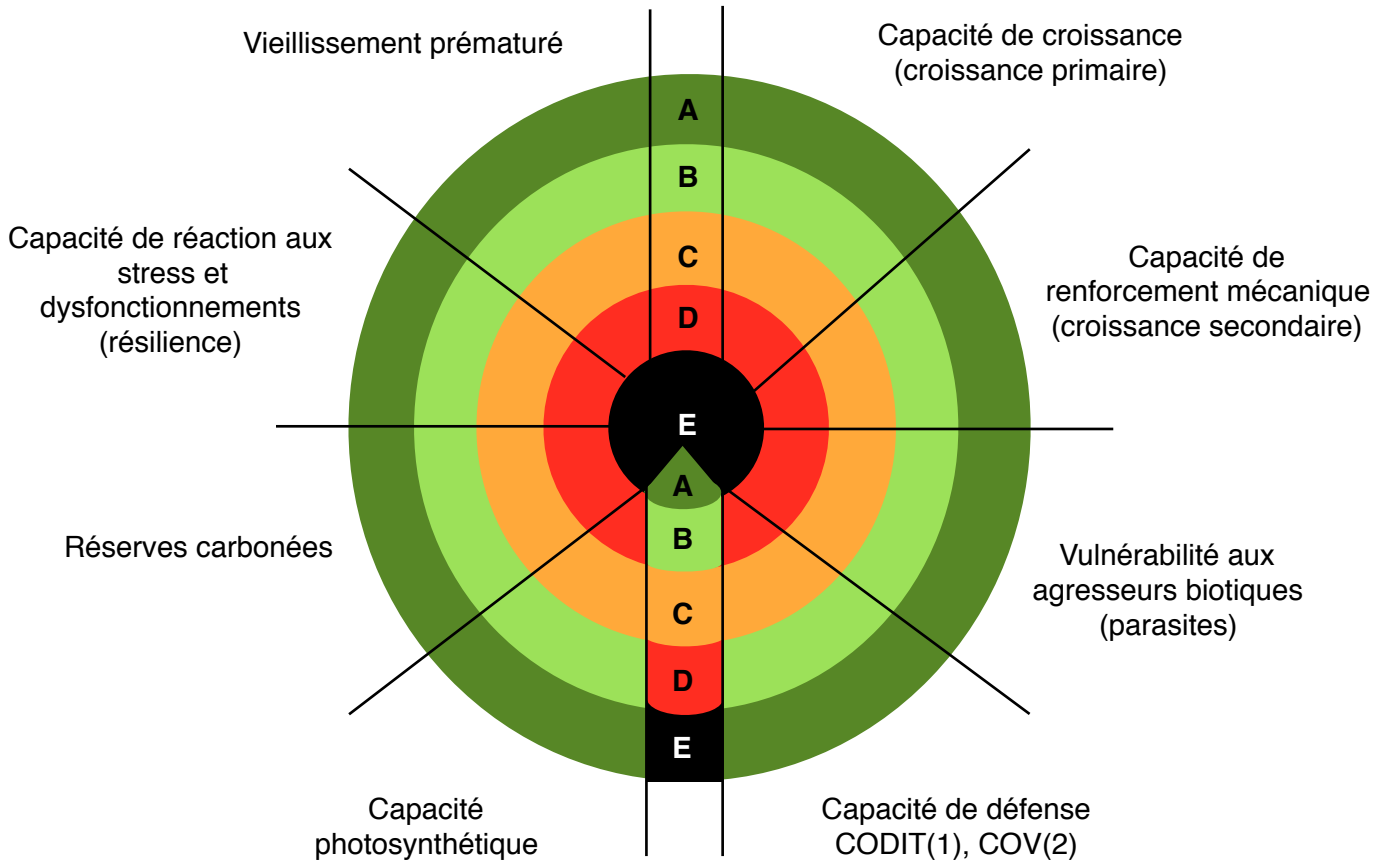 Vieillissement prématuré
Capacité de croissance
(croissance primaire)
A
B
C
D
E
A
B
C
D
E
Capacité de réaction aux
stress et
dysfonctionnements
(résilience)
Capacité de
renforcement mécanique
(croissance secondaire)
Réserves carbonées
Vulnérabilité aux
agresseurs biotiques
(parasites)
Capacité
photosynthétique
Capacité de défense
CODIT(1), COV(2)